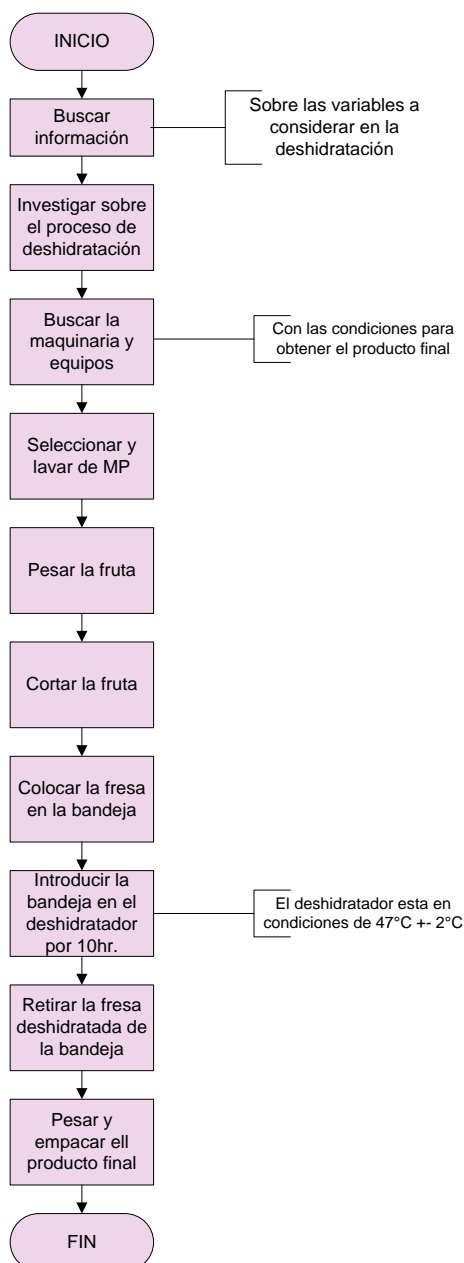 INICIO
Buscar
información
Sobre las variables a
considerar en la
deshidratación
Investigar sobre
el proceso de
deshidratación
Buscar la
maquinaria y
equipos
Con las condiciones para
obtener el producto final
Seleccionar y
lavar de MP
Pesar la fruta
Cortar la fruta
Colocar la fresa
en la bandeja
Introducir la
bandeja en el
deshidratador
por 10hr.
El deshidratador esta en
condiciones de 47°C +- 2°C
Retirar la fresa
deshidratada de
la bandeja
Pesar y
empacar ell
producto final
FIN